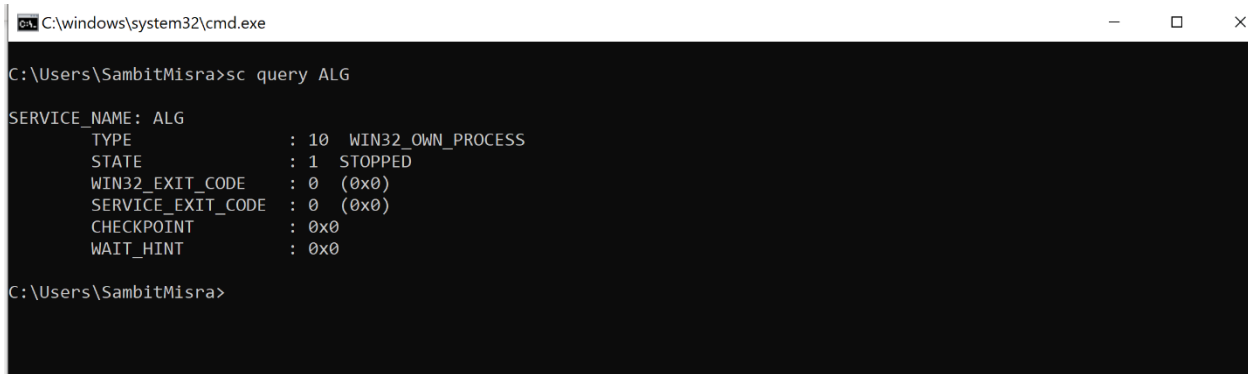 C:\windows\system32\cmd.exe
C:\Users\SambitMisra>sc query ALG
SERVICE_NAME: ALG
TYPE : 10 WIN32_OWN_PROCESS
STATE : 1 STOPPED
WIN32_EXIT_CODE : 0 (0x0)
SERVICE_EXIT_CODE : 0 (0x0)
CHECKPOINT : 0x0
WAIT_HINT : 0x0
C:\Users\SambitMisra>